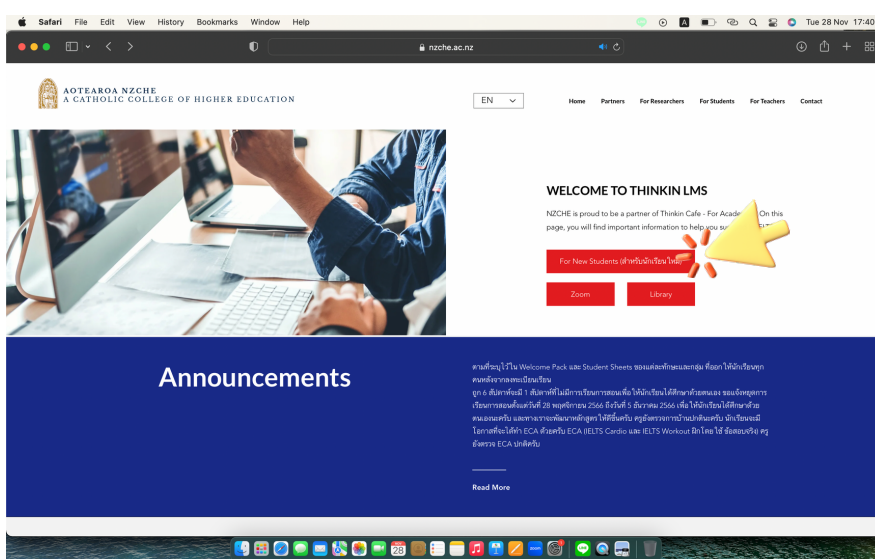 Safari File Edit View History Bookmarks Window Help
A Tue 28 Nov 17:40
nzche.ac.nz
AOTEAROA NZCHE
A CATHOLIC COLLEGE OF HIGHER EDUCATION
EN
Home Partners For Researchers For Students For Teachers Contact
WELCOME TO THINKIN LMS
NZCHE is proud to be a partner of Thinkin Cafe - For On this
page, you will find important information to help you
For New Students (สำหรับนักเรียนใหม่)
Zoom Library
Announcements
ตามที่ระบุไว้ใน Welcome Pack และ Student Sheets ของแต่ละทักษะและกลุ่ม ที่ออกให้นักเรียนทุก
คนหลังจากลงทะเบียนเรียน
ถูก 6 สัปดาห์จะมี 1 สัปดาห์ที่ไม่มีการเรียนการสอนเพื่อให้นักเรียนได้ศึกษาด้วยตนเอง ขอแจ้งหยุดการ
เรียนการสอนตั้งแต่วันที่ 28 พฤศจิกายน 2566 ถึงวันที่ 5 ธันวาคม 2566 เพื่อให้นักเรียนได้ศึกษาด้วย
ตนเองนะครับ และทางเราจะพัฒนาหลักสูตรให้ดีขึ้นครับ ครูยังตรวจการบ้านปกตินะครับ นักเรียนจะมี
โอกาสที่จะได้ทำ ECA ด้วยครับ ECA (IELTS Cardio และ IELTS Workout ฝึกโดยใช้ข้อสอบจริง) ครู
ยังตรวจ ECA ปกติครับ
Read More
28
zoom